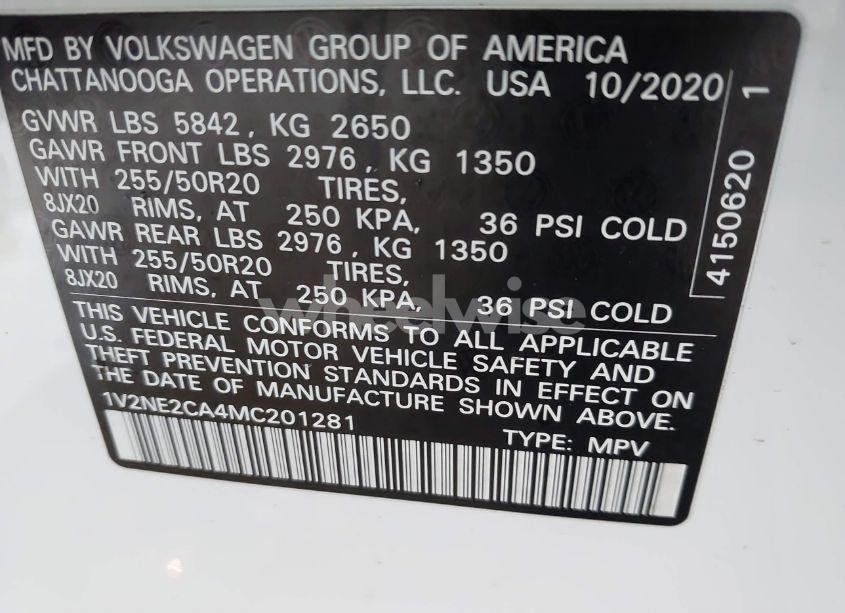 MFD BY VOLKSWAGEN GROUP OF AMERICA
CHATTANOOGA OPERATIONS, LLC. USA 10/2020
GVWR LBS 5842, KG 2650
GAWR FRONT LBS 2976, KG 1350
WITH 255/50R20 TIRES,
8JX20 RIMS, AT 250 KPA, 36 PSI COLD
GAWR REAR LBS 2976, KG 1350
WITH 255/50R20 TIRES,
8JX20 RIMS, AT 250 KPA, 36 PSI COLD
THIS VEHICLE CONFORMS TO ALL APPLICABLE
U.S. FEDERAL MOTOR VEHICLE SAFETY AND
THEFT PREVENTION STANDARDS IN EFFECT ON
THE DATE OF MANUFACTURE SHOWN ABOVE.
1V2NE2CA4MC201281
TYPE: MPV
4150620 1
wheelwise